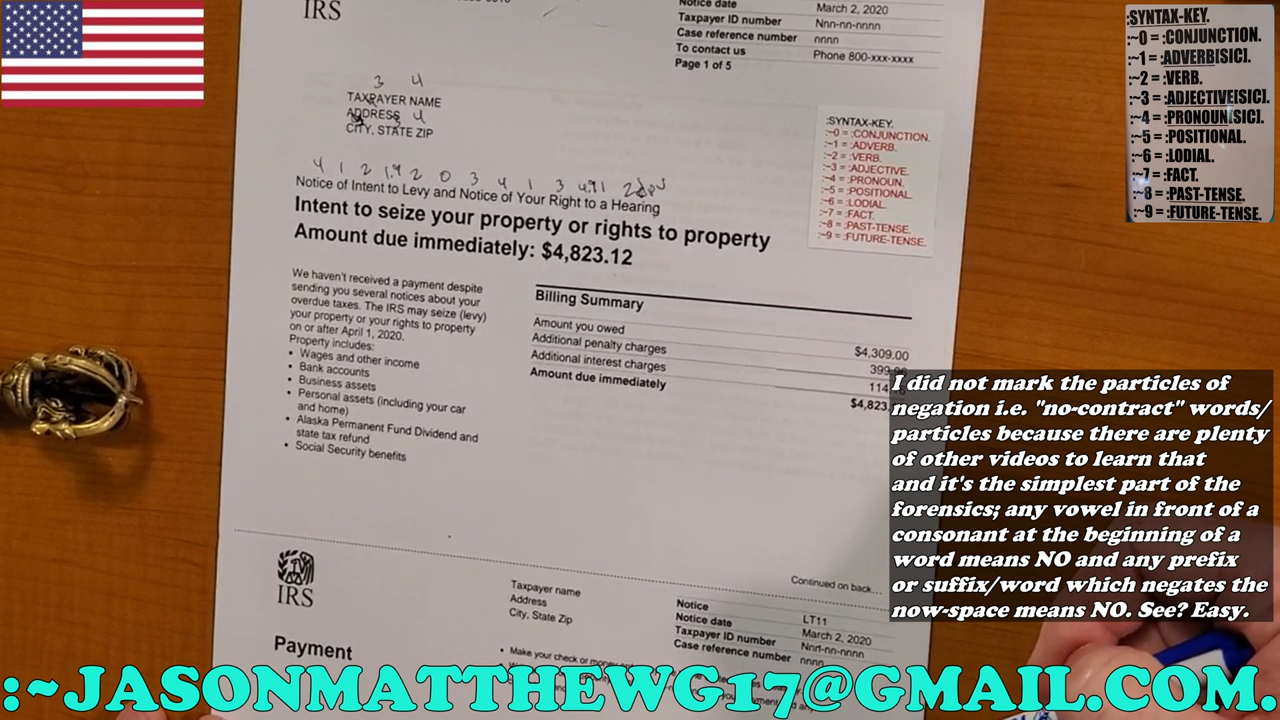 IRS
Notice date March 2, 2020
Taxpayer ID number Nnn-nn-nnnn
Case reference number nnnn
To contact us Phone 800-xxx-xxxx
Page 1 of 5
3 4
TAXPAYER NAME
ADDRESS 4
CITY, STATE ZIP
:SYNTAX-KEY.
:~0 = :CONJUNCTION.
:~1 = :ADVERB.
:~2 = :VERB.
:~3 = :ADJECTIVE.
:~4 = :PRONOUN.
:~5 = :POSITIONAL.
:~6 = :LODIAL.
:~7 = :FACT.
:~8 = :PAST-TENSE.
:~9 = :FUTURE-TENSE.
Notice of Intent to Levy and Notice of Your Right to a Hearing
Intent to seize your property or rights to property
Amount due immediately: $4,823.12
We haven't received a payment despite
sending you several notices about your
overdue taxes. The IRS may seize (levy)
your property or your rights to property
on or after April 1, 2020.
Property includes:
• Wages and other income
• Bank accounts
• Business assets
• Personal assets (including your car
and home)
• Alaska Permanent Fund Dividend and
state tax refund
• Social Security benefits
Billing Summary
Amount you owed $4,309.00
Additional penalty charges 399.
Additional interest charges 114
Amount due immediately $4,823.
Continued on back...
IRS
Taxpayer name
Address
City, State Zip
Notice LT11
Notice date March 2, 2020
Taxpayer ID number Nnn-nn-nnnn
Case reference number nnnn
Payment
• Make your check or money
:SYNTAX-KEY.
:~0 = :CONJUNCTION.
:~1 = :ADVERB[SIC].
:~2 = :VERB.
:~3 = :ADJECTIVE[SIC].
:~4 = :PRONOUN[SIC].
:~5 = :POSITIONAL.
:~6 = :LODIAL.
:~7 = :FACT.
:~8 = :PAST-TENSE.
:~9 = :FUTURE-TENSE.
I did not mark the particles of
negation i.e. "no-contract" words/
particles because there are plenty
of other videos to learn that
and it's the simplest part of the
forensics; any vowel in front of a
consonant at the beginning of a
word means NO and any prefix
or suffix/word which negates the
now-space means NO. See? Easy.
:~JASONMATTHEWG17@GMAIL.COM.